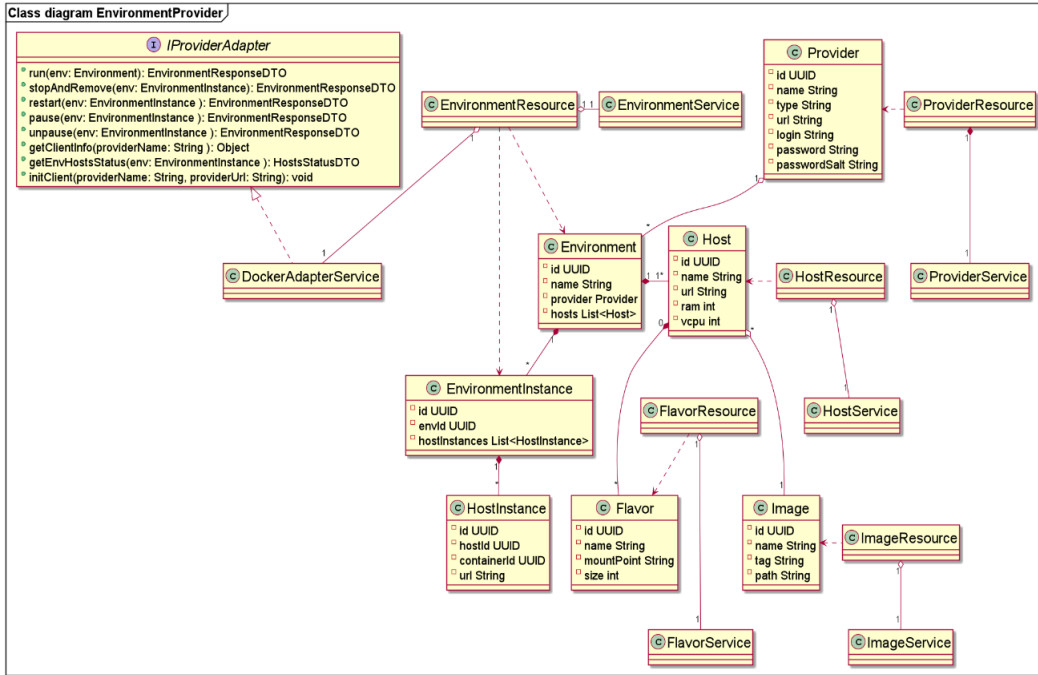 Class diagram EnvironmentProvider
I IProviderAdapter
run(env: Environment): EnvironmentResponseDTO
stopAndRemove(env: EnvironmentInstance): EnvironmentResponseDTO
restart(env: EnvironmentInstance ): EnvironmentResponseDTO
pause(env: EnvironmentInstance ): EnvironmentResponseDTO
unpause(env: EnvironmentInstance ): EnvironmentResponseDTO
getClientInfo(providerName: String ): Object
getEnvHostsStatus(env: EnvironmentInstance ): HostsStatusDTO
initClient(providerName: String, providerUrl: String): void
C EnvironmentResource
1 1
C EnvironmentService
1
1
C Provider
id UUID
name String
type String
url String
login String
password String
passwordSalt String
1
*
C ProviderResource
1
1
C ProviderService
C DockerAdapterService
C Environment
id UUID
name String
provider Provider
hosts List<Host>
1 1*
1
*
C Host
id UUID
name String
url String
ram int
vcpu int
0
*
*
1
C HostResource
1
1
C HostService
C EnvironmentInstance
id UUID
envId UUID
hostInstances List<HostInstance>
1
*
C FlavorResource
1
1
C HostInstance
id UUID
hostId UUID
containerId UUID
url String
C Flavor
id UUID
name String
mountPoint String
size int
C Image
id UUID
name String
tag String
path String
C ImageResource
1
1
C FlavorService
C ImageService